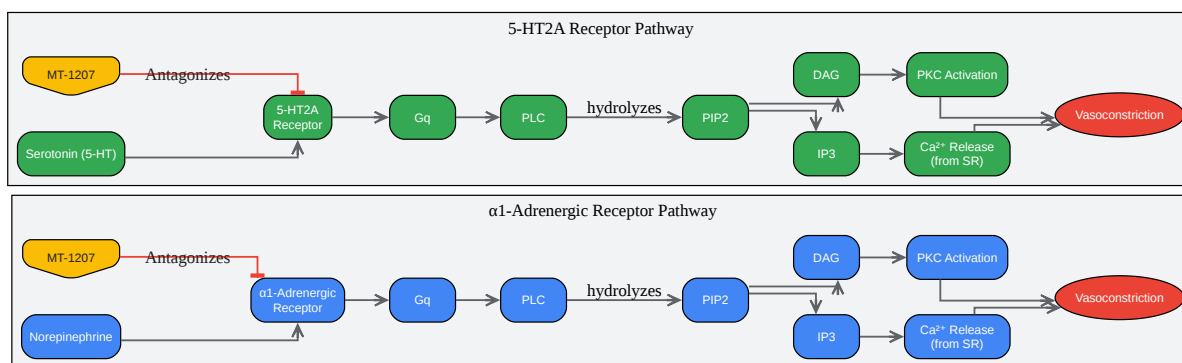 5-HT2A Receptor Pathway
MT-1207
Antagonizes
5-HT2A
Receptor
Serotonin (5-HT)
Gq
PLC
hydrolyzes
PIP2
DAG
PKC Activation
IP3
Ca²⁺ Release
(from SR)
Vasoconstriction
α1-Adrenergic Receptor Pathway
MT-1207
Antagonizes
α1-Adrenergic
Receptor
Norepinephrine
Gq
PLC
hydrolyzes
PIP2
DAG
PKC Activation
IP3
Ca²⁺ Release
(from SR)
Vasoconstriction